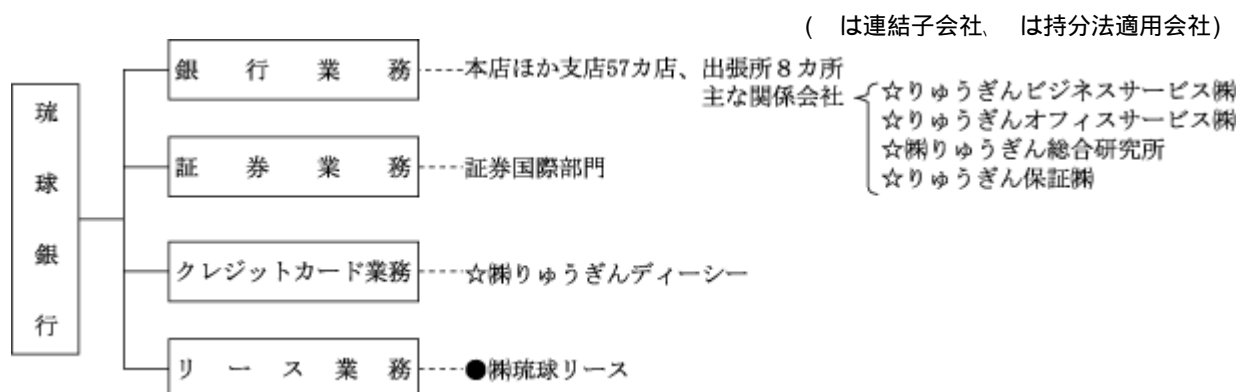 (　は連結子会社、　は持分法適用会社)
琉球銀行
銀行業務
本店ほか支店57カ店、出張所８カ所
主な関係会社
☆りゅうぎんビジネスサービス㈱
☆りゅうぎんオフィスサービス㈱
☆㈱りゅうぎん総合研究所
☆りゅうぎん保証㈱
証券業務
証券国際部門
クレジットカード業務
☆㈱りゅうぎんディーシー
リース業務
●㈱琉球リース